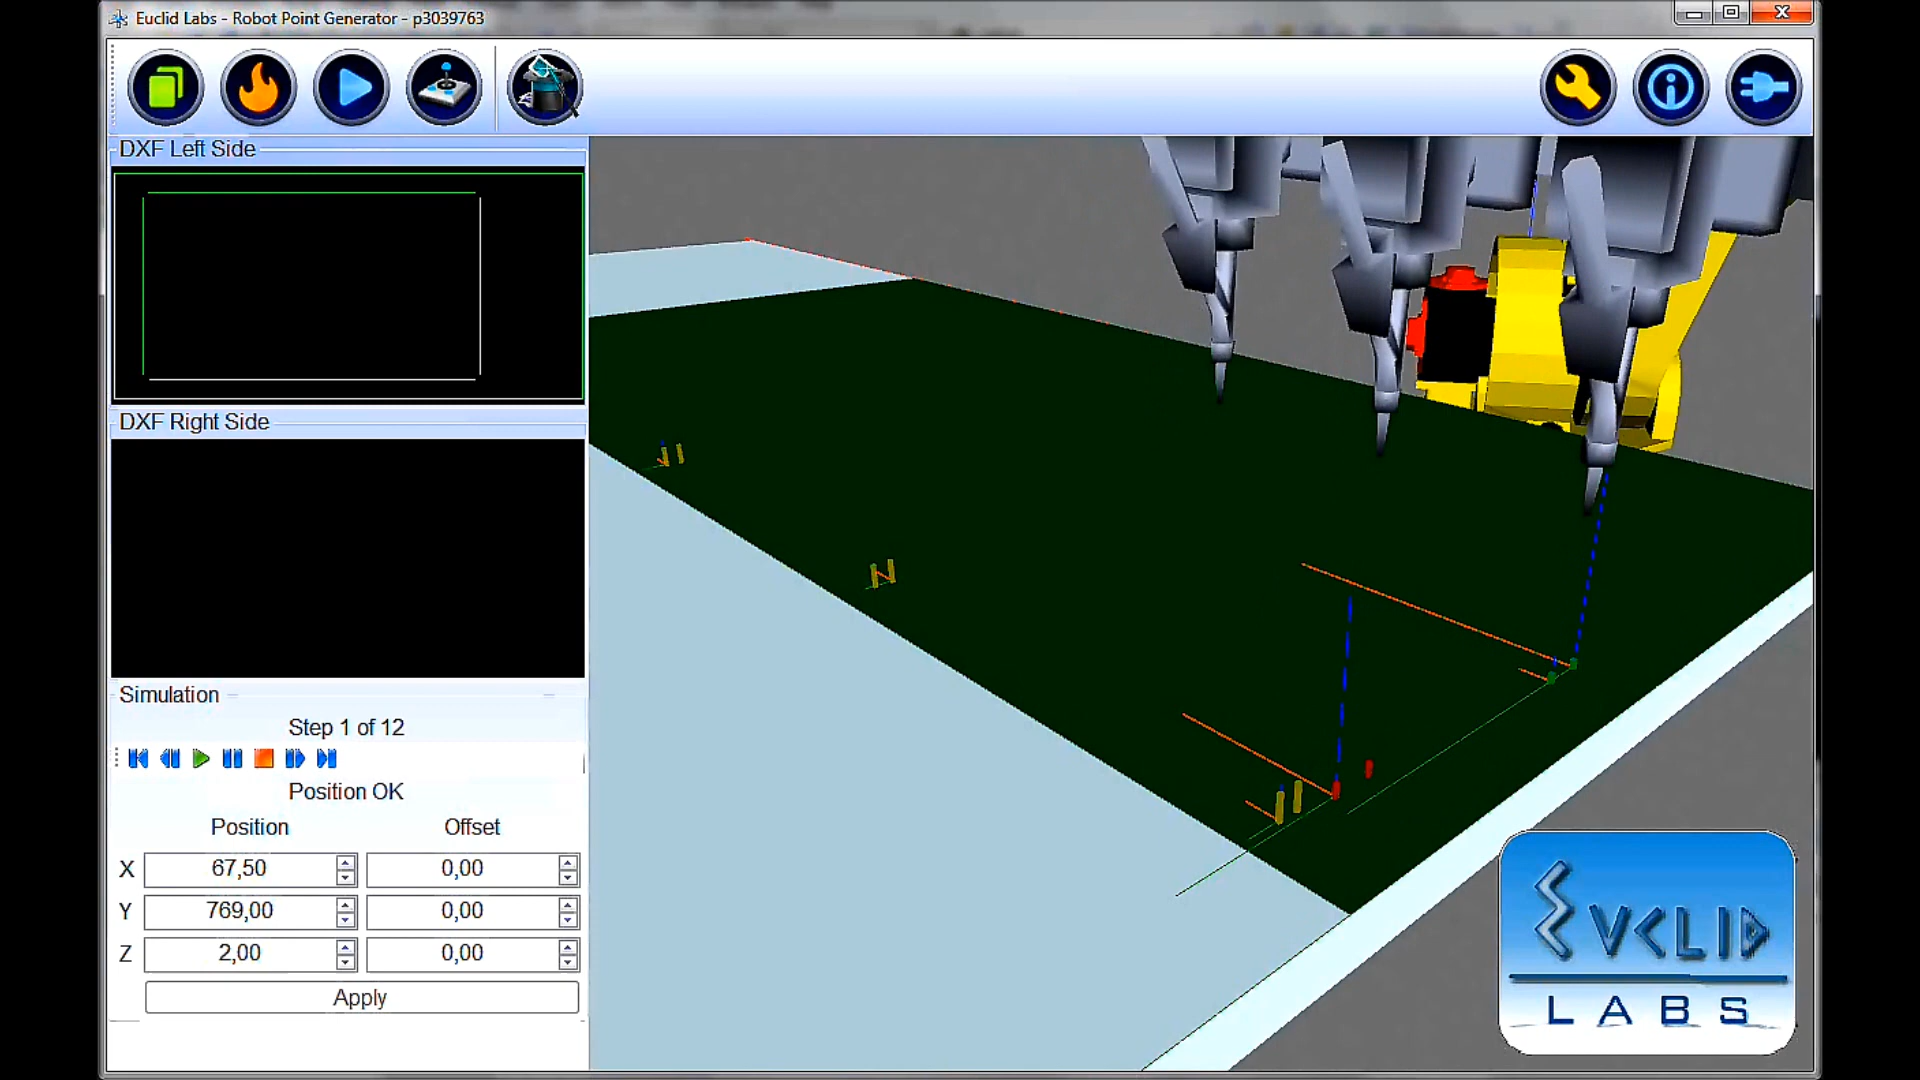 Euclid Labs - Robot Point Generator - p3039763
DXF Left Side
DXF Right Side
Simulation
Step 1 of 12
Position OK
Position Offset
X 67,50 0,00
Y 769,00 0,00
Z 2,00 0,00
Apply
EVCLID
LABS